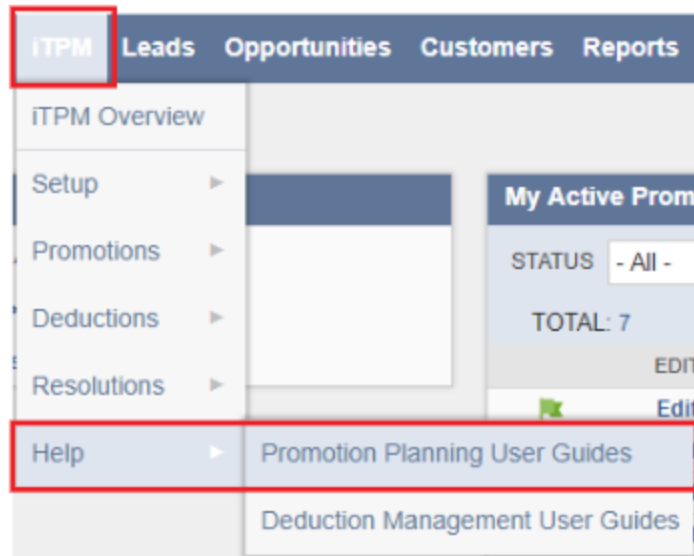 iTPM Leads Opportunities Customers Reports
iTPM Overview
Setup
My Active Prom
Promotions
STATUS - All -
Deductions
TOTAL: 7
EDIT
Resolutions
Edit
Help
Promotion Planning User Guides
Deduction Management User Guides